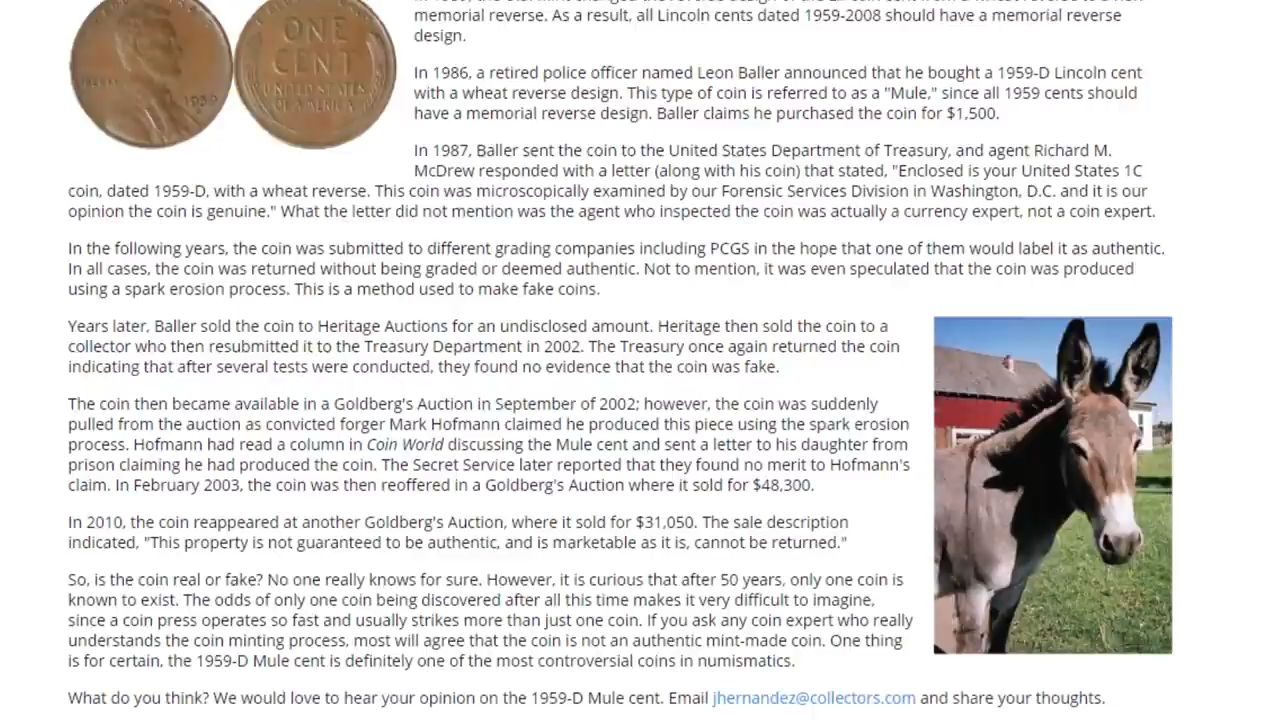 memorial reverse. As a result, all Lincoln cents dated 1959-2008 should have a memorial reverse
design.
In 1986, a retired police officer named Leon Baller announced that he bought a 1959-D Lincoln cent
with a wheat reverse design. This type of coin is referred to as a "Mule," since all 1959 cents should
have a memorial reverse design. Baller claims he purchased the coin for $1,500.
In 1987, Baller sent the coin to the United States Department of Treasury, and agent Richard M.
McDrew responded with a letter (along with his coin) that stated, "Enclosed is your United States 1C
coin, dated 1959-D, with a wheat reverse. This coin was microscopically examined by our Forensic Services Division in Washington, D.C. and it is our
opinion the coin is genuine." What the letter did not mention was the agent who inspected the coin was actually a currency expert, not a coin expert.
In the following years, the coin was submitted to different grading companies including PCGS in the hope that one of them would label it as authentic.
In all cases, the coin was returned without being graded or deemed authentic. Not to mention, it was even speculated that the coin was produced
using a spark erosion process. This is a method used to make fake coins.
Years later, Baller sold the coin to Heritage Auctions for an undisclosed amount. Heritage then sold the coin to a
collector who then resubmitted it to the Treasury Department in 2002. The Treasury once again returned the coin
indicating that after several tests were conducted, they found no evidence that the coin was fake.
The coin then became available in a Goldberg's Auction in September of 2002; however, the coin was suddenly
pulled from the auction as convicted forger Mark Hofmann claimed he produced this piece using the spark erosion
process. Hofmann had read a column in Coin World discussing the Mule cent and sent a letter to his daughter from
prison claiming he had produced the coin. The Secret Service later reported that they found no merit to Hofmann's
claim. In February 2003, the coin was then reoffered in a Goldberg's Auction where it sold for $48,300.
In 2010, the coin reappeared at another Goldberg's Auction, where it sold for $31,050. The sale description
indicated, "This property is not guaranteed to be authentic, and is marketable as it is, cannot be returned."
So, is the coin real or fake? No one really knows for sure. However, it is curious that after 50 years, only one coin is
known to exist. The odds of only one coin being discovered after all this time makes it very difficult to imagine,
since a coin press operates so fast and usually strikes more than just one coin. If you ask any coin expert who really
understands the coin minting process, most will agree that the coin is not an authentic mint-made coin. One thing
is for certain, the 1959-D Mule cent is definitely one of the most controversial coins in numismatics.
What do you think? We would love to hear your opinion on the 1959-D Mule cent. Email jhernandez@collectors.com and share your thoughts.
LIBERTY
1959
D
ONE
CENT
UNITED STATES
OF AMERICA